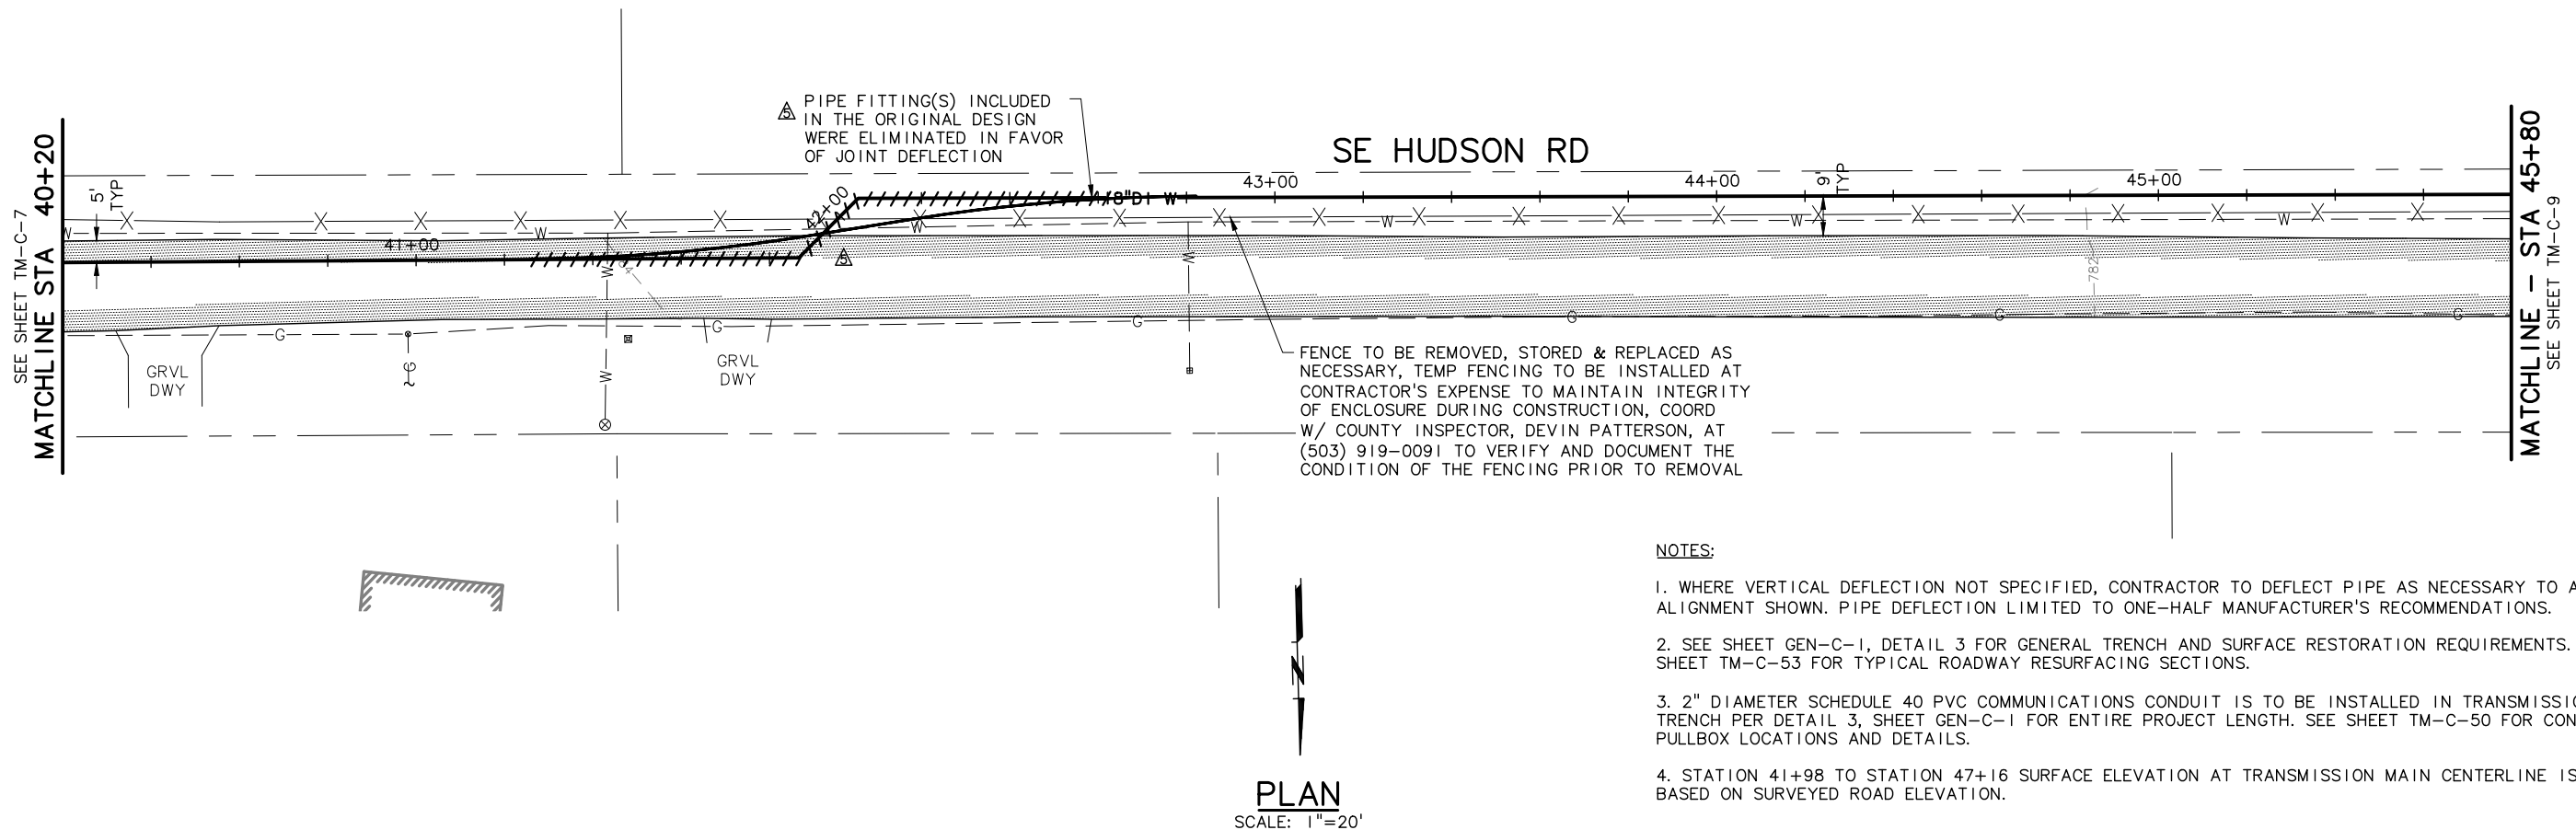 5 PIPE FITTING(S) INCLUDED
IN THE ORIGINAL DESIGN
WERE ELIMINATED IN FAVOR
OF JOINT DEFLECTION
SE HUDSON RD
SEE SHEET TM-C-7
MATCHLINE STA 40+20
5'
TYP
41+00
42+00
18"DI W
43+00
44+00
9'
TYP
45+00
MATCHLINE - STA 45+80
SEE SHEET TM-C-9
W
W
W
W
W
W
W
W
W
5
782
G
G
G
G
G
G
G
GRVL
DWY
GRVL
DWY
FENCE TO BE REMOVED, STORED & REPLACED AS
NECESSARY, TEMP FENCING TO BE INSTALLED AT
CONTRACTOR'S EXPENSE TO MAINTAIN INTEGRITY
OF ENCLOSURE DURING CONSTRUCTION, COORD
W/ COUNTY INSPECTOR, DEVIN PATTERSON, AT
(503) 919-0091 TO VERIFY AND DOCUMENT THE
CONDITION OF THE FENCING PRIOR TO REMOVAL
N
PLAN
SCALE: 1"=20'
NOTES:
1. WHERE VERTICAL DEFLECTION NOT SPECIFIED, CONTRACTOR TO DEFLECT PIPE AS NECESSARY TO
ALIGNMENT SHOWN. PIPE DEFLECTION LIMITED TO ONE-HALF MANUFACTURER'S RECOMMENDATIONS.
2. SEE SHEET GEN-C-1, DETAIL 3 FOR GENERAL TRENCH AND SURFACE RESTORATION REQUIREMENTS.
SHEET TM-C-53 FOR TYPICAL ROADWAY RESURFACING SECTIONS.
3. 2" DIAMETER SCHEDULE 40 PVC COMMUNICATIONS CONDUIT IS TO BE INSTALLED IN TRANSMISSIO
TRENCH PER DETAIL 3, SHEET GEN-C-1 FOR ENTIRE PROJECT LENGTH. SEE SHEET TM-C-50 FOR CON
PULLBOX LOCATIONS AND DETAILS.
4. STATION 41+98 TO STATION 47+16 SURFACE ELEVATION AT TRANSMISSION MAIN CENTERLINE IS
BASED ON SURVEYED ROAD ELEVATION.